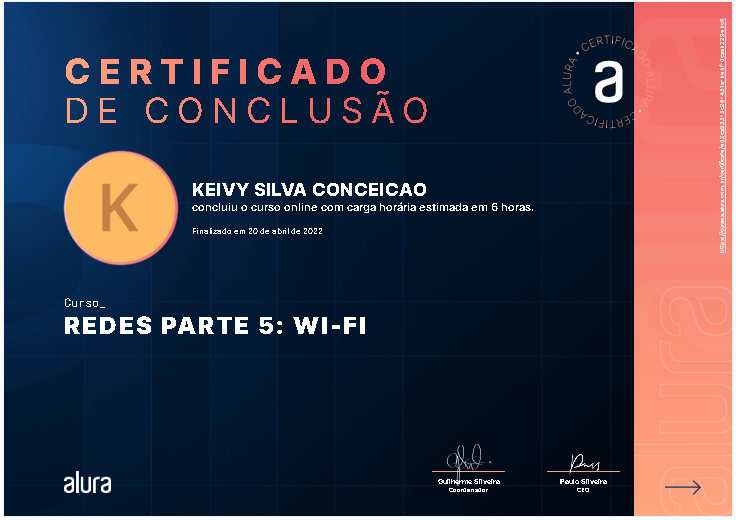 CERTIFICADO
DE CONCLUSÃO
CERTIFICADO ALURA • CERTIFICADO ALURA •
a
K
KEIVY SILVA CONCEICAO
concluiu o curso online com carga horária estimada em 6 horas.
Finalizado em 20 de abril de 2022
Curso_
REDES PARTE 5: WI-FI
alura
Guilherme Silveira
Coordenador
Paulo Silveira
CEO
alura